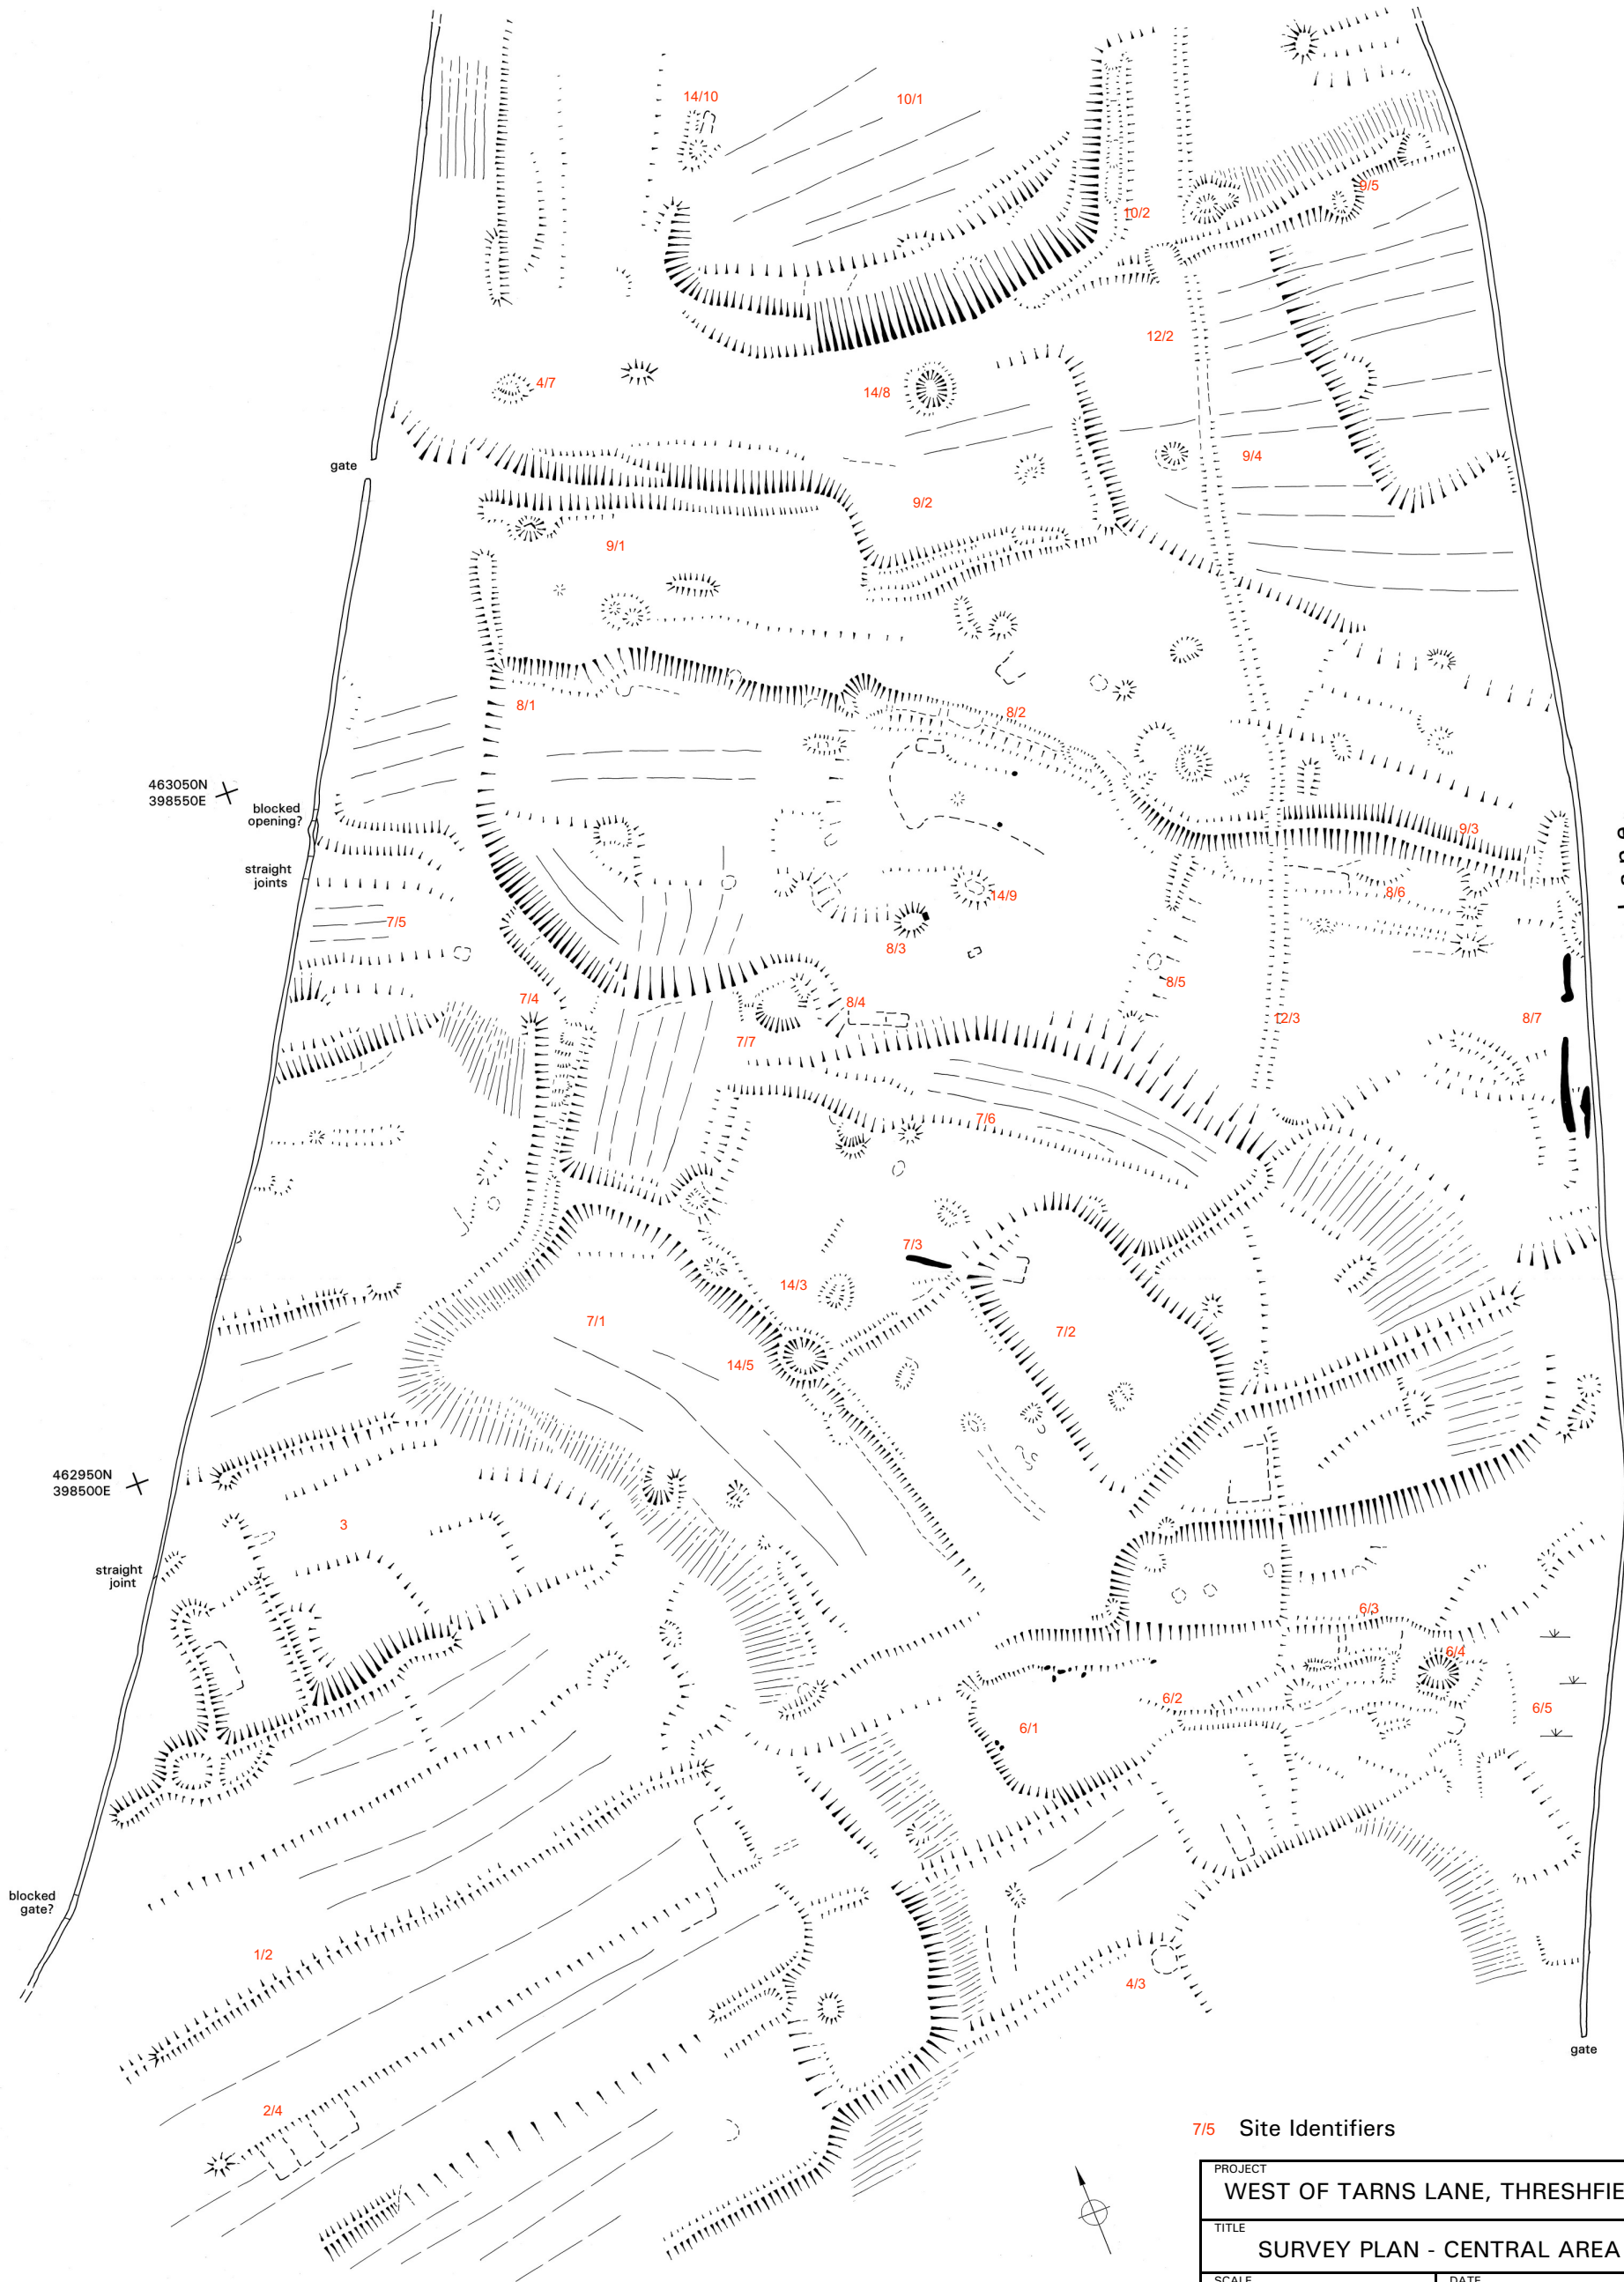 14/10
10/1
9/5
10/2
12/2
4/7
14/8
gate
9/4
9/2
9/1
8/1
8/2
463050N
398550E
blocked
opening?
9/3
straight
joints
14/9
8/6
7/5
8/3
8/5
7/4
8/4
12/3
8/7
7/7
7/6
7/3
14/3
7/1
7/2
14/5
462950N
398500E
3
straight
joint
6/3
6/4
6/2
6/5
6/1
blocked
gate?
1/2
4/3
gate
2/4
7/5 Site Identifiers
PROJECT
WEST OF TARNS LANE,
TITLE
SURVEY PLAN - CENTRAL AREA
SCALE DATE